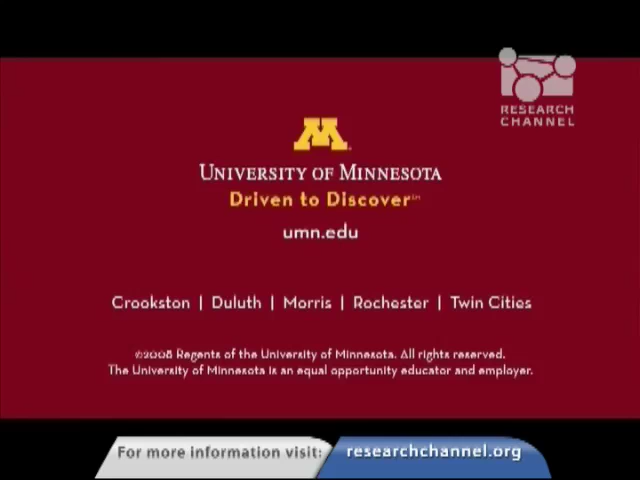 RESEARCH
CHANNEL
M
UNIVERSITY OF MINNESOTA
Driven to Discover℠
umn.edu
Crookston | Duluth | Morris | Rochester | Twin Cities
©2008 Regents of the University of Minnesota. All rights reserved.
The University of Minnesota is an equal opportunity educator and employer.
For more information visit: researchchannel.org